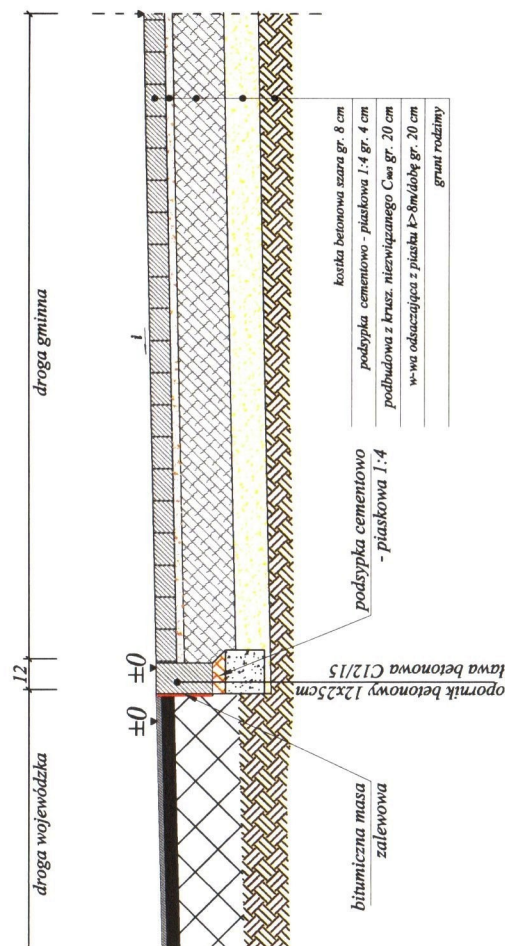 droga gminna
12
droga wojewódzka
i
±0
±0
kostka betonowa szara gr. 8 cm
podsypka cementowo - piaskowa 1:4 gr. 4 cm
podbudowa z krusz. niezwiązanego gr. 20 cm
w-wa odsączająca z piasku k>8m/dobę gr. 20 cm
grunt rodzimy
podsypka cementowo
- piaskowa 1:4
opornik betonowy 12x25cm
ława betonowa C12/15
bitumiczna masa
zalewowa